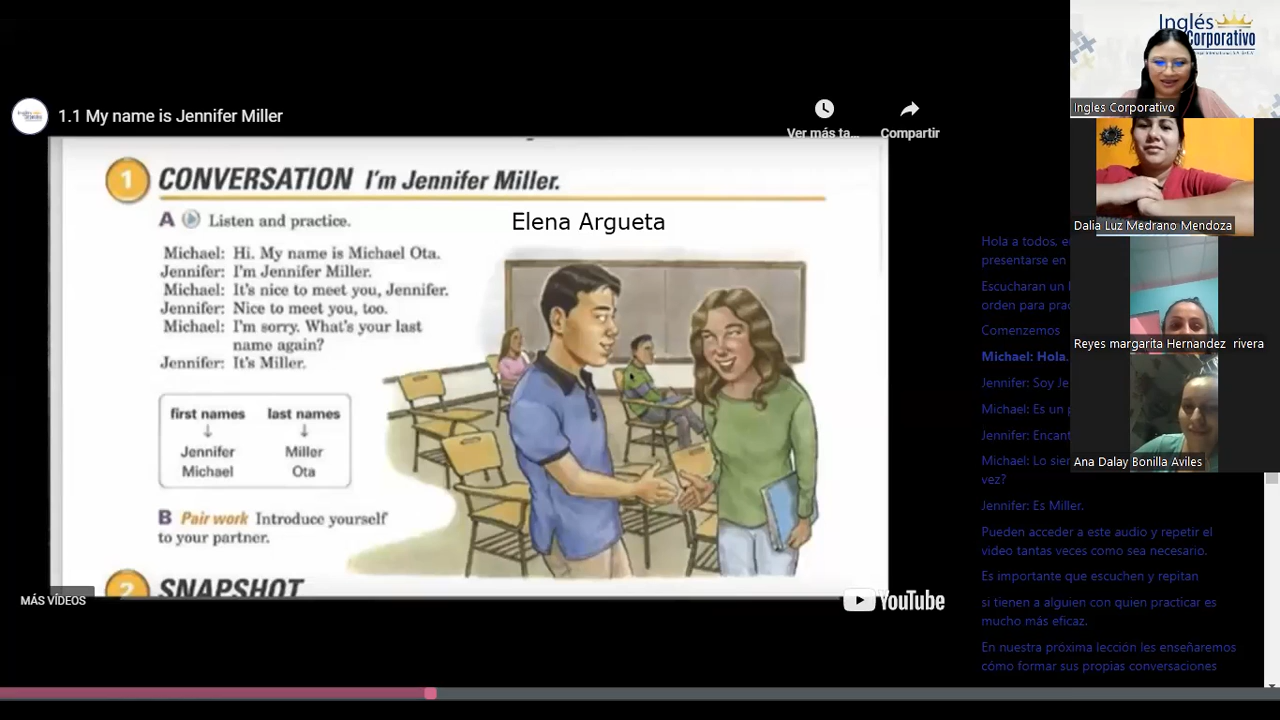 1.1 My name is Jennifer Miller
Ver más ta...
Compartir
1 CONVERSATION I'm Jennifer Miller.
A Listen and practice.
Elena Argueta
Michael: Hi. My name is Michael Ota.
Jennifer: I'm Jennifer Miller.
Michael: It's nice to meet you, Jennifer.
Jennifer: Nice to meet you, too.
Michael: I'm sorry. What's your last
name again?
Jennifer: It's Miller.
first names last names
↓ ↓
Jennifer Miller
Michael Ota
B Pair work Introduce yourself
to your partner.
2 SNAPSHOT
MÁS VÍDEOS
YouTube
Hola a todos, e
presentarse en
Escucharan un
orden para prac
Comenzemos
Michael: Hola.
Jennifer: Soy Je
Michael: Es un
Jennifer: Encant
Michael: Lo sien
vez?
Jennifer: Es Miller.
Pueden acceder a este audio y repetir el
video tantas veces como sea necesario.
Es importante que escuchen y repitan
si tienen a alguien con quien practicar es
mucho más eficaz.
En nuestra próxima lección les enseñaremos
cómo formar sus propias conversaciones
Inglés
Corporativo
Ingles Corporativo
Dalia Luz Medrano Mendoza
Reyes margarita Hernandez rivera
Ana Dalay Bonilla Aviles